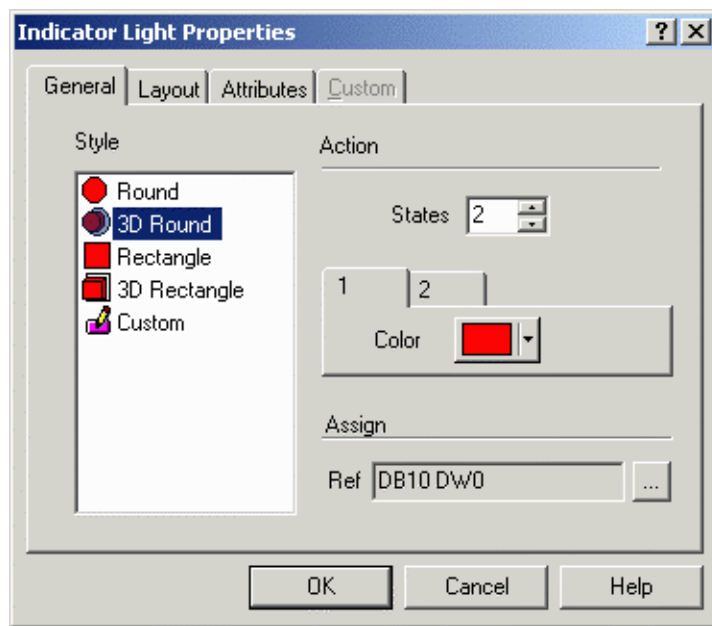 Indicator Light Properties
General Layout Attributes Custom
Style
Round
3D Round
Rectangle
3D Rectangle
Custom
Action
States 2
1 2
Color
Assign
Ref DB10 DW0 ...
OK Cancel Help